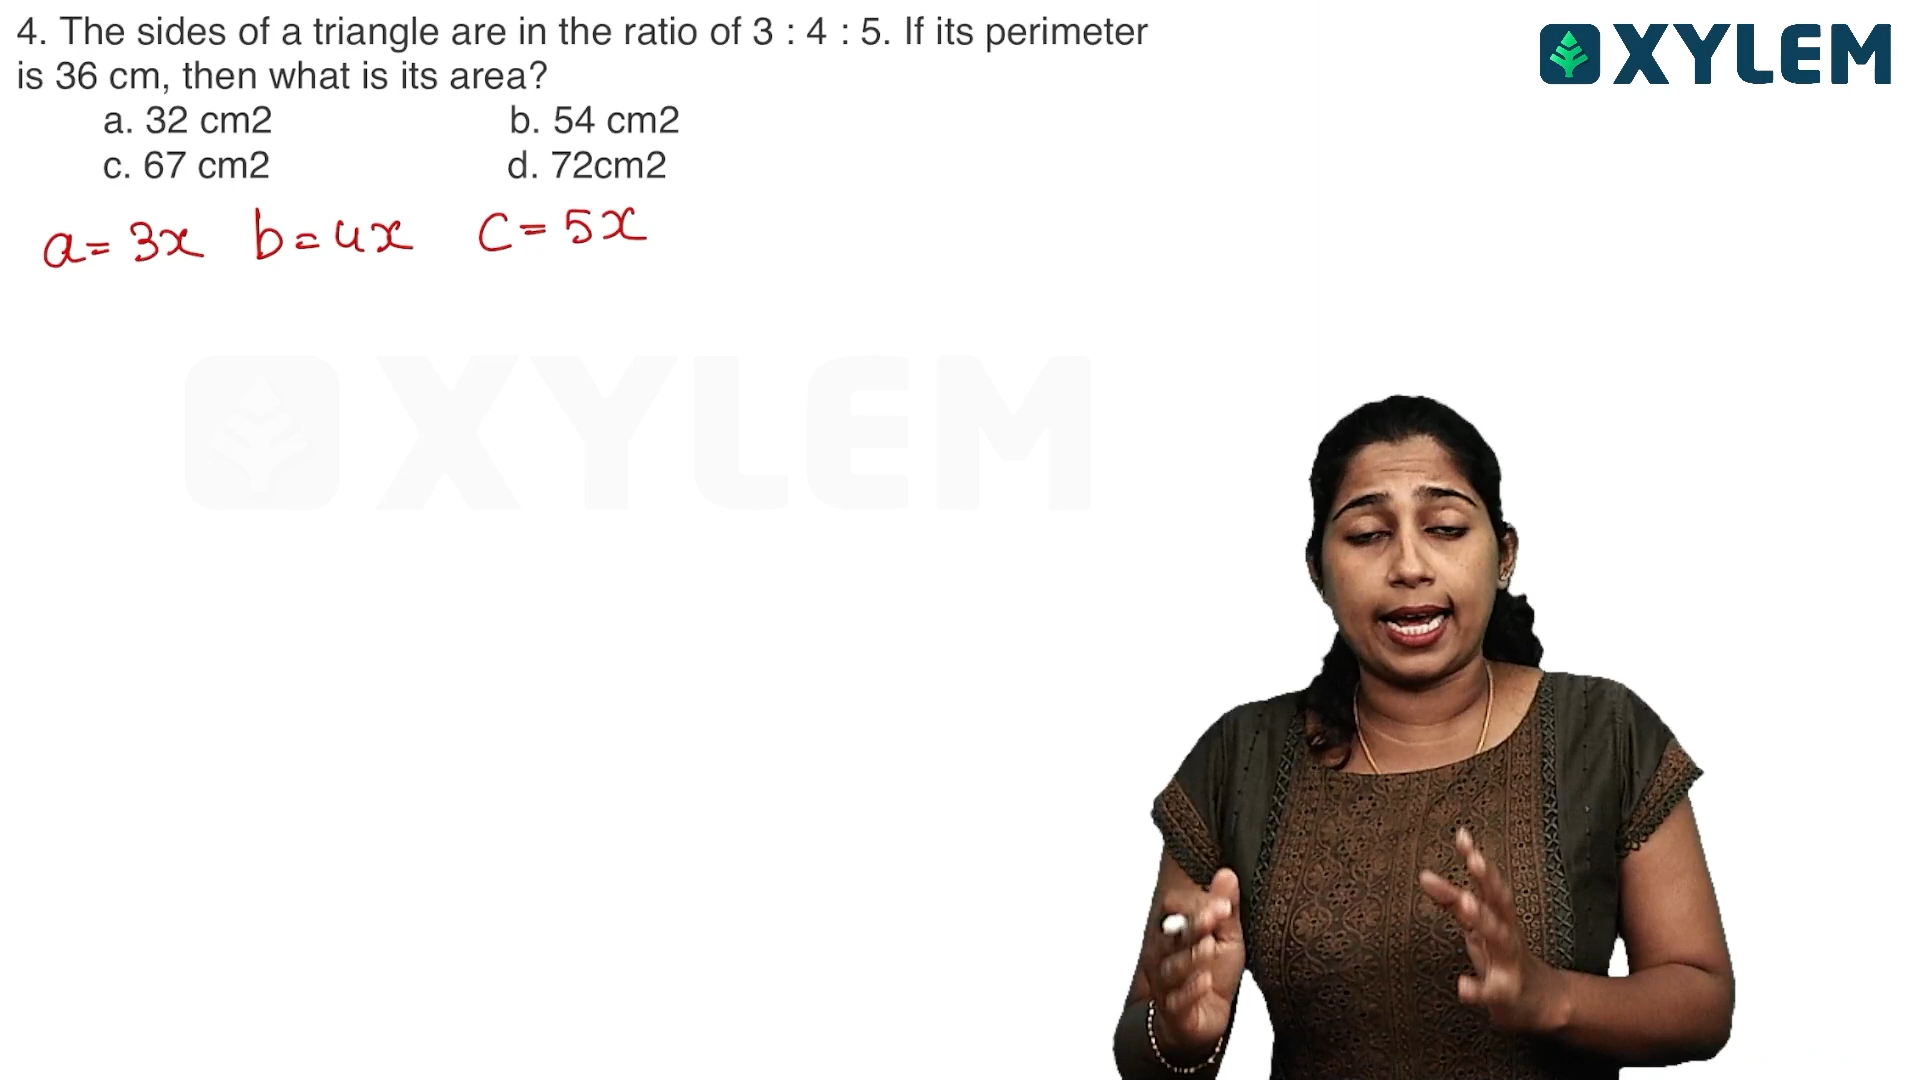 4. The sides of a triangle are in the ratio of 3 : 4 : 5. If its perimeter
is 36 cm, then what is its area?
a. 32 cm2 b. 54 cm2
c. 67 cm2 d. 72cm2
a = 3x b = 4x c = 5x
XYLEM
XYLEM